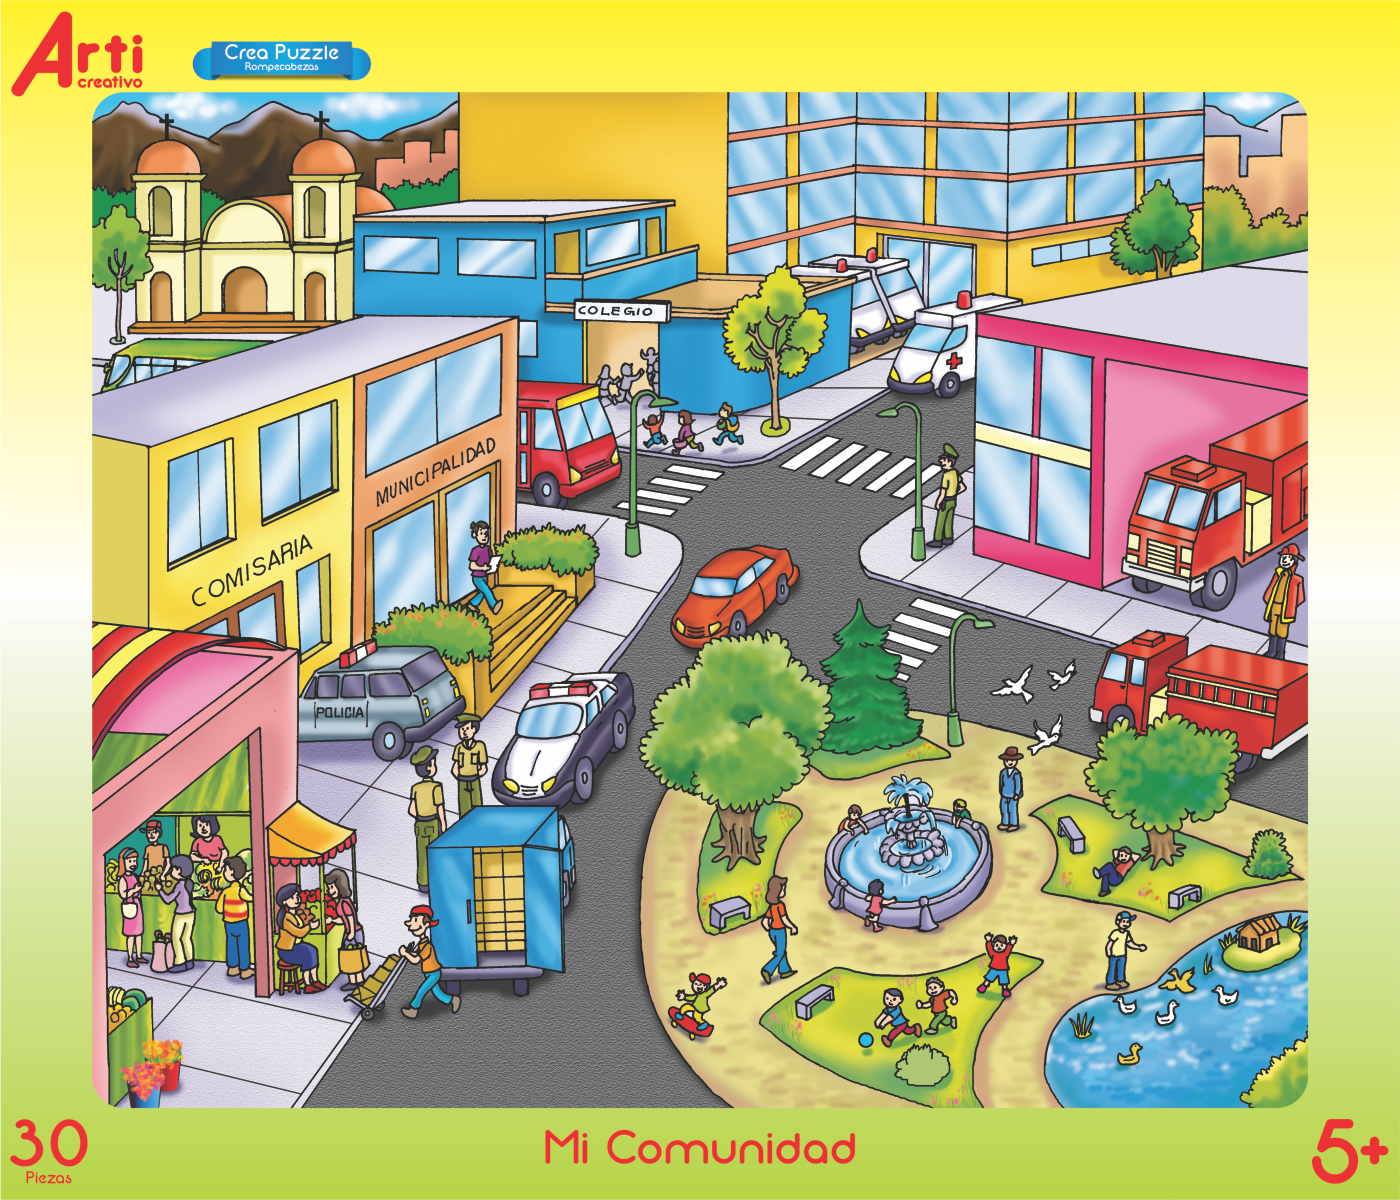 Arti
creativo
Crea Puzzle
Rompecabezas
COLEGIO
MUNICIPALIDAD
COMISARIA
POLICIA
30
Piezas
Mi Comunidad
5+